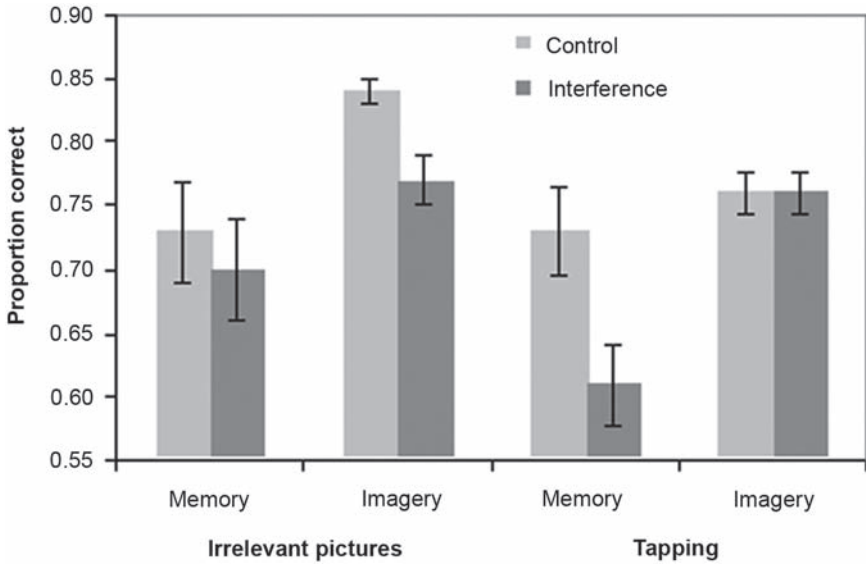 Proportion correct
0.90
0.85
0.80
0.75
0.70
0.65
0.60
0.55
Control
Interference
Memory
Imagery
Memory
Imagery
Irrelevant pictures
Tapping